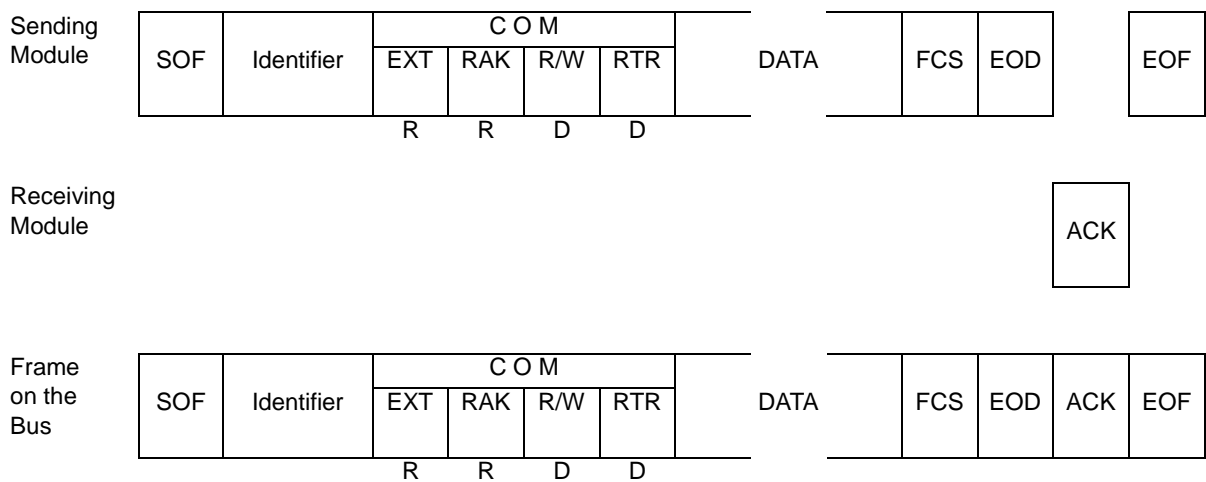 Sending
Module
C O M
SOF Identifier EXT RAK R/W RTR DATA FCS EOD EOF
R R D D
Receiving
Module
ACK
Frame
on the
Bus
C O M
SOF Identifier EXT RAK R/W RTR DATA FCS EOD ACK EOF
R R D D